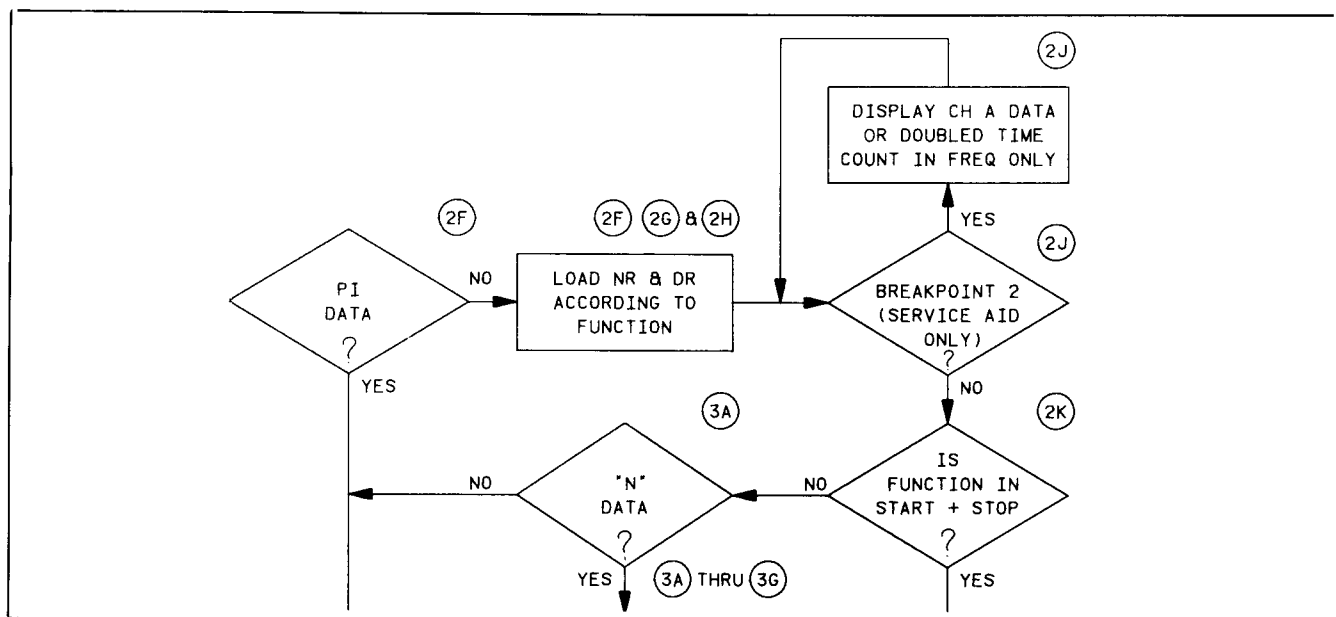 2J
DISPLAY CH A DATA
OR DOUBLED TIME
COUNT IN FREQ ONLY
YES
2F
2F 2G & 2H
2J
PI
DATA
?
NO
LOAD NR & DR
ACCORDING TO
FUNCTION
BREAKPOINT 2
(SERVICE AID
ONLY)
?
YES
NO
3A
2K
NO
"N"
DATA
?
NO
IS
FUNCTION IN
START + STOP
?
YES
3A THRU 3G
YES